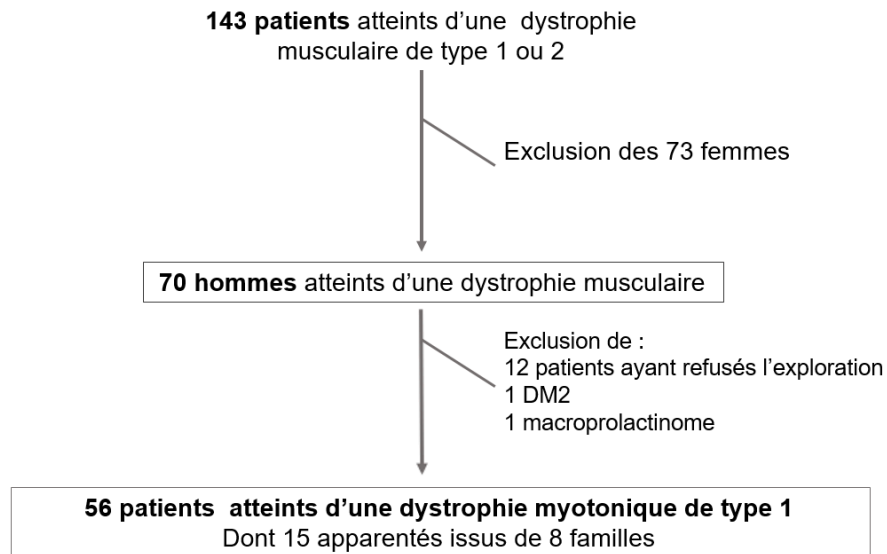 143 patients atteints d’une dystrophie
musculaire de type 1 ou 2
Exclusion des 73 femmes
70 hommes atteints d’une dystrophie musculaire
Exclusion de :
12 patients ayant refusés l’exploration
1 DM2
1 macroprolactinome
56 patients atteints d’une dystrophie myotonique de type 1
Dont 15 apparentés issus de 8 familles